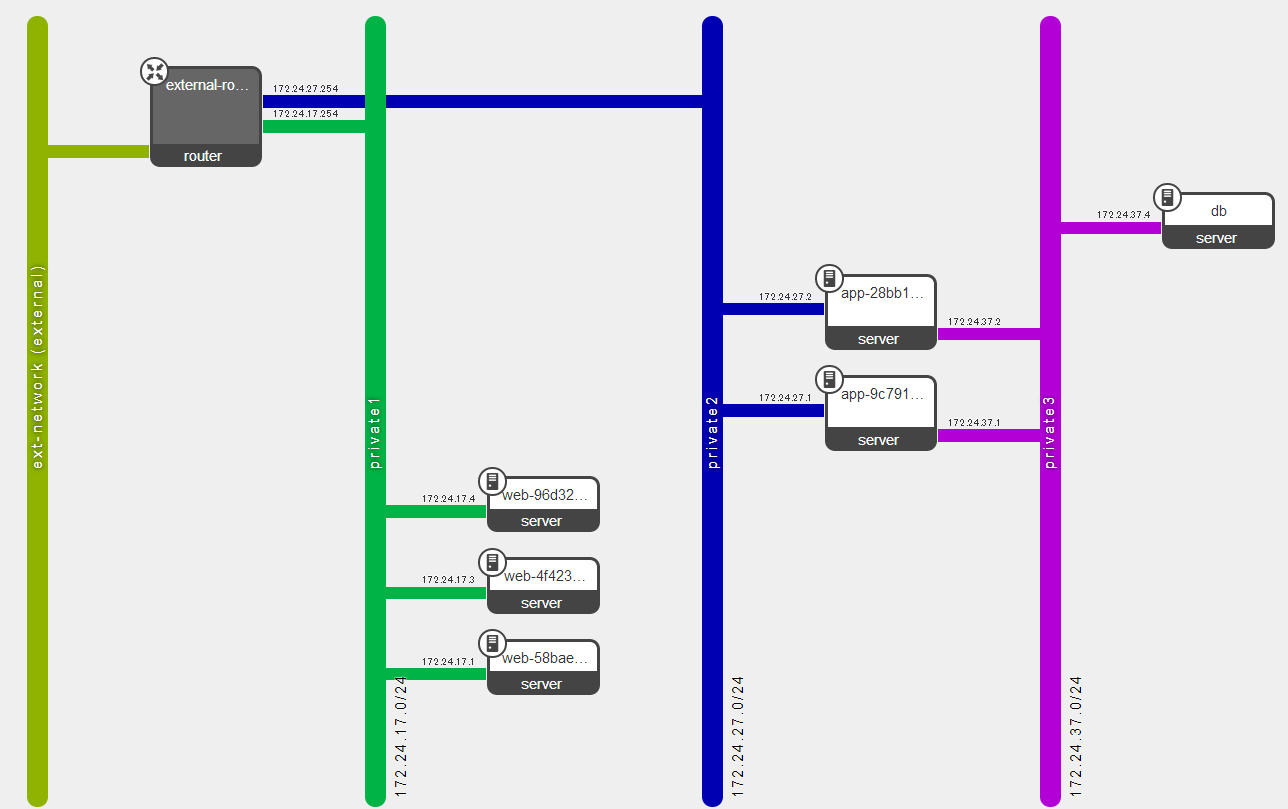 external-ro…
router
172.24.27.254
172.24.17.254
ext-network (external)
private1
172.24.17.0/24
private2
172.24.27.0/24
private3
172.24.37.0/24
172.24.37.4
db
server
172.24.27.2
app-28bb1…
server
172.24.37.2
172.24.27.1
app-9c791…
server
172.24.37.1
172.24.17.4
web-96d32…
server
172.24.17.3
web-4f423…
server
172.24.17.1
web-58bae…
server